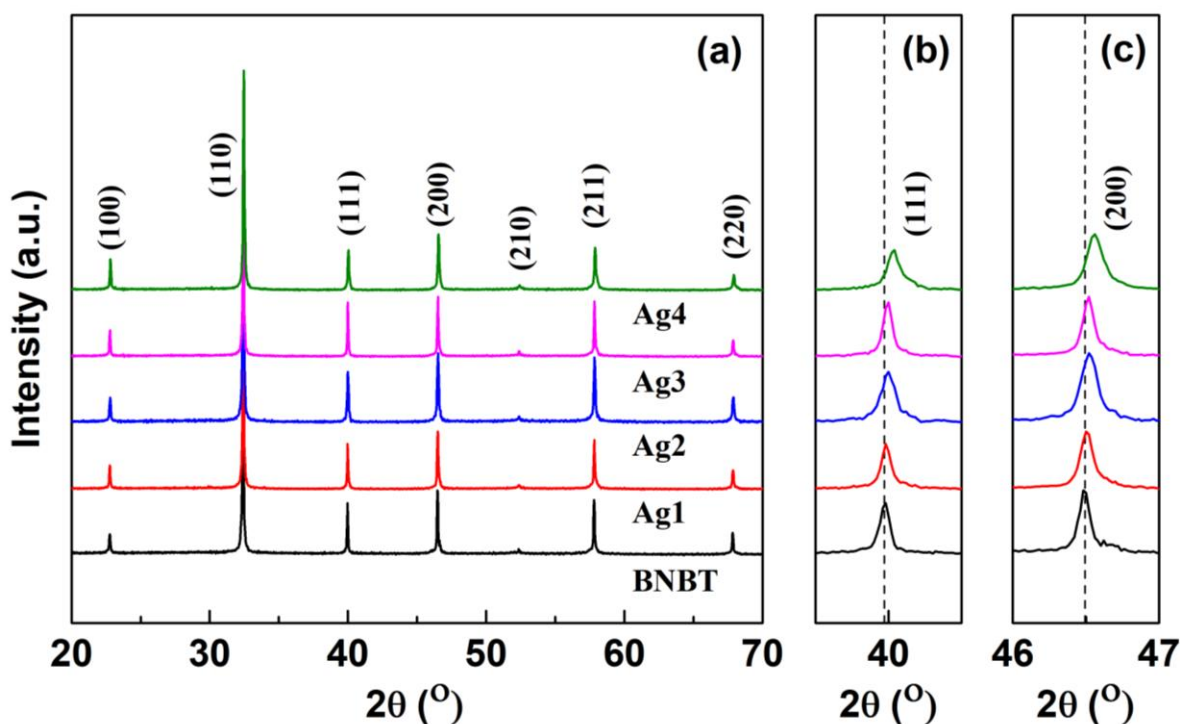 (a)
(b)
(c)
Intensity (a.u.)
(100)
(110)
(111)
(200)
(210)
(211)
(220)
(111)
(200)
Ag4
Ag3
Ag2
Ag1
BNBT
20 30 40 50 60 70
40
46 47
2θ (O)
2θ (O)
2θ (O)